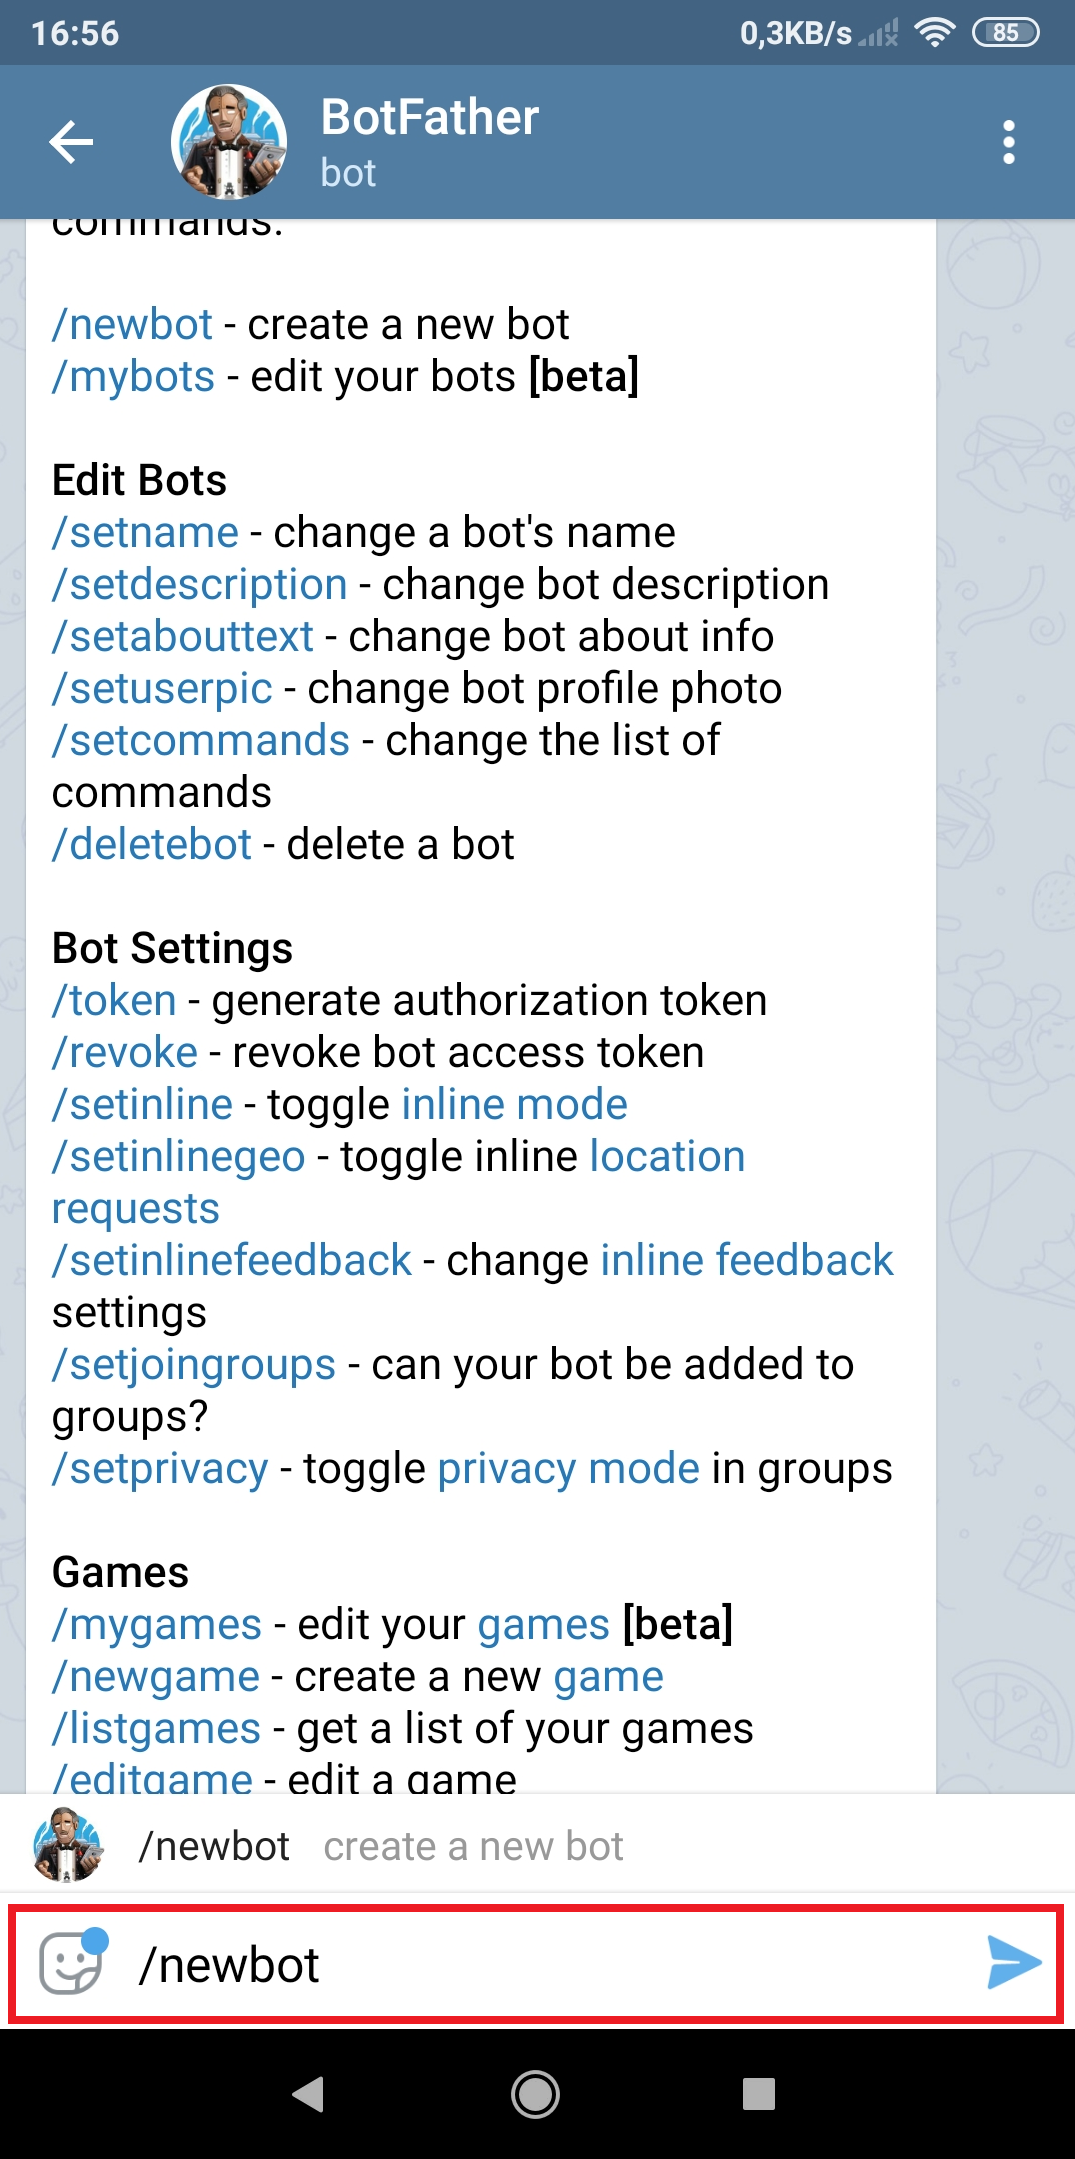 16:56 0,3KB/s 85
BotFather
bot
commands:
/newbot - create a new bot
/mybots - edit your bots [beta]
Edit Bots
/setname - change a bot's name
/setdescription - change bot description
/setabouttext - change bot about info
/setuserpic - change bot profile photo
/setcommands - change the list of
commands
/deletebot - delete a bot
Bot Settings
/token - generate authorization token
/revoke - revoke bot access token
/setinline - toggle inline mode
/setinlinegeo - toggle inline location
requests
/setinlinefeedback - change inline feedback
settings
/setjoingroups - can your bot be added to
groups?
/setprivacy - toggle privacy mode in groups
Games
/mygames - edit your games [beta]
/newgame - create a new game
/listgames - get a list of your games
/editgame - edit a game
/newbot create a new bot
/newbot